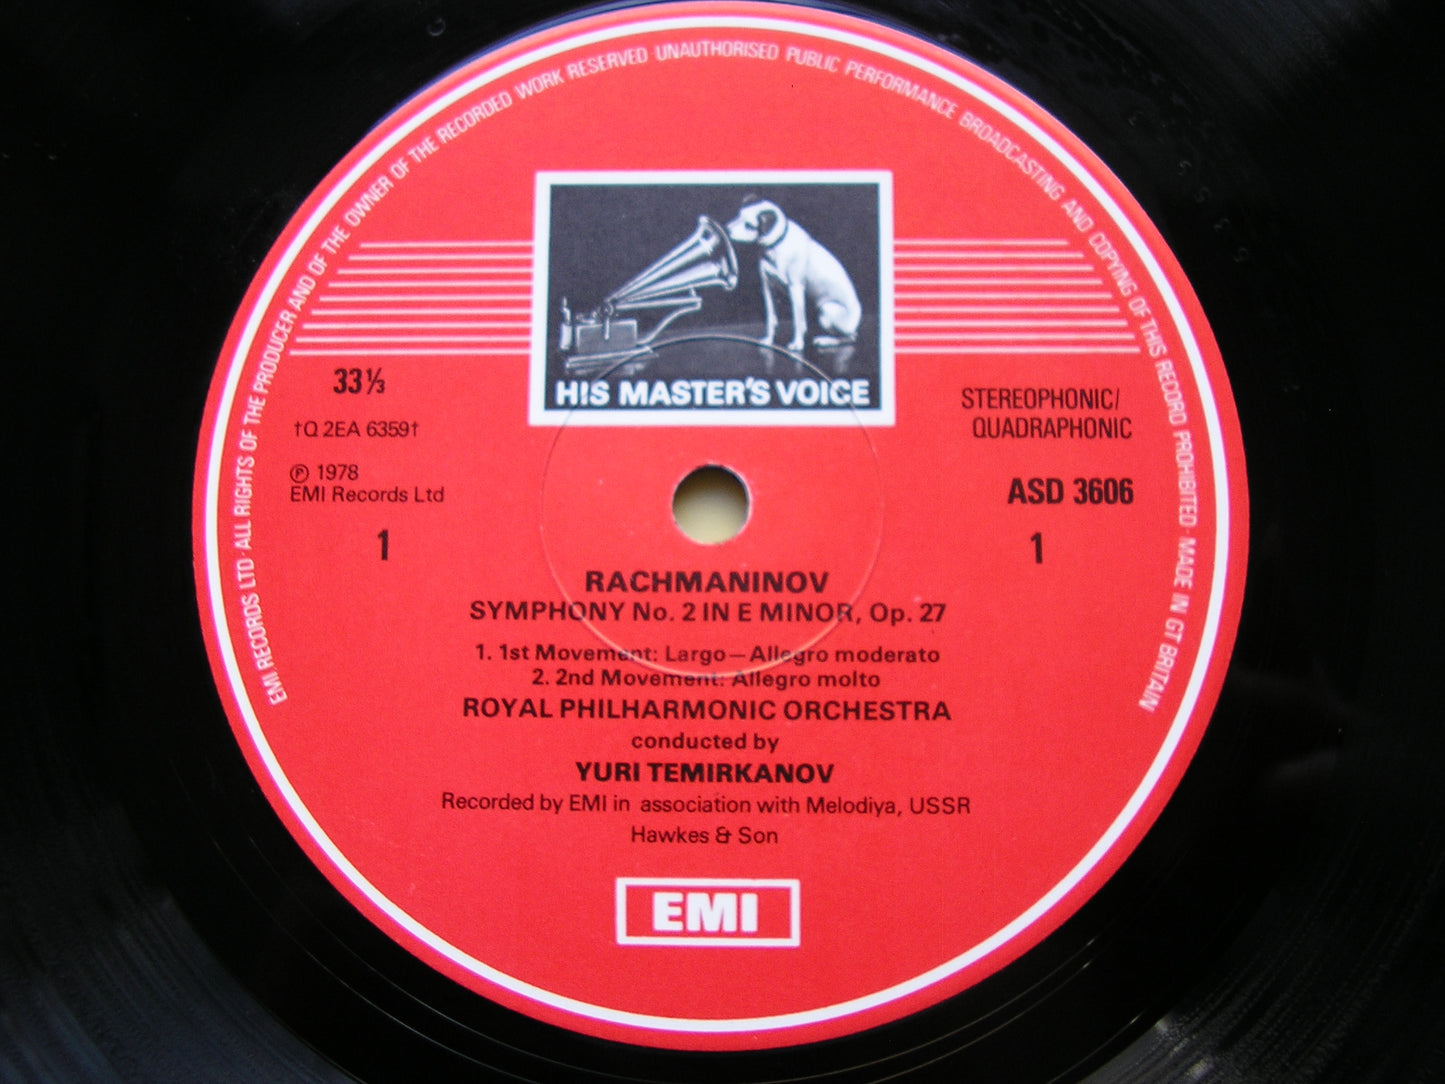 EMI RECORDS LTD · ALL RIGHTS OF THE PRODUCER AND OF THE OWNER OF THE RECORDED WORK RESERVED UNAUTHORISED PUBLIC PERFORMANCE BROADCASTING AND COPYING OF THIS RECORD PROHIBITED · MADE IN GT BRITAIN
HIS MASTER'S VOICE
33⅓
†Q 2EA 6359†
℗ 1978
EMI Records Ltd
1
STEREOPHONIC/
QUADRAPHONIC
ASD 3606
1
RACHMANINOV
SYMPHONY No. 2 IN E MINOR, Op. 27
1. 1st Movement: Largo – Allegro moderato
2. 2nd Movement: Allegro molto
ROYAL PHILHARMONIC ORCHESTRA
conducted by
YURI TEMIRKANOV
Recorded by EMI in association with Melodiya, USSR
Hawkes & Son
EMI